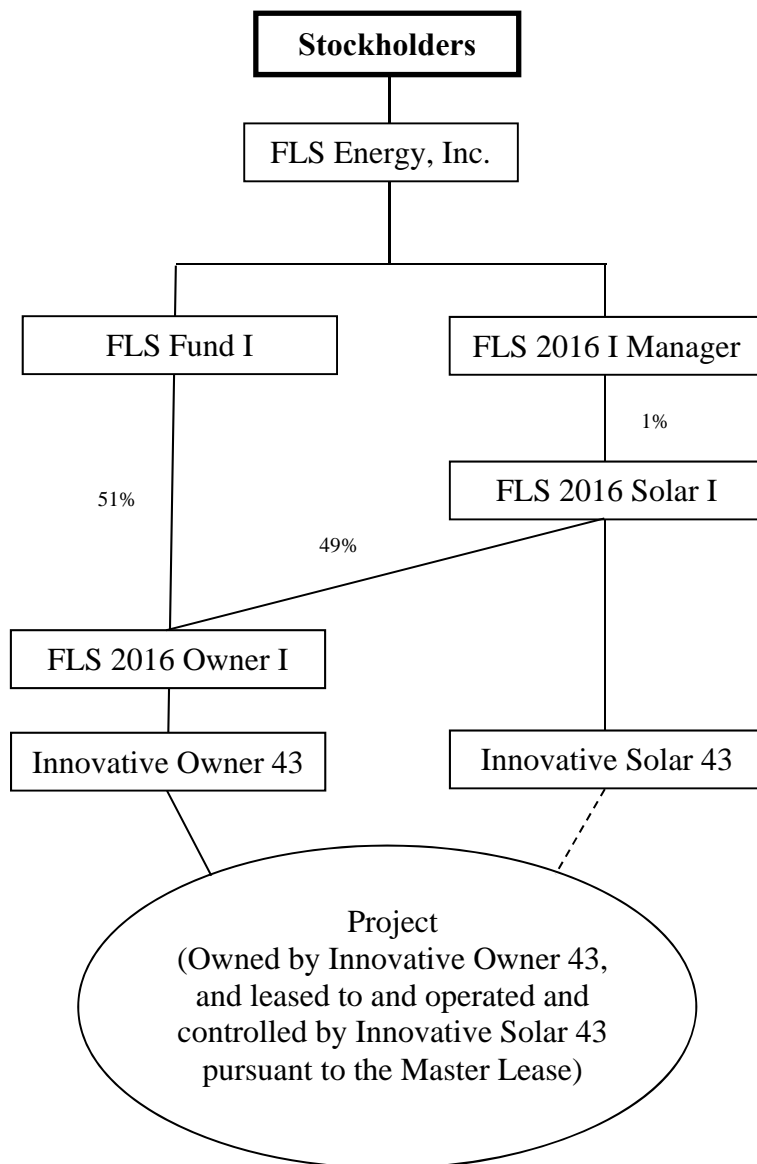 Stockholders
FLS Energy, Inc.
FLS Fund I
FLS 2016 I Manager
1%
FLS 2016 Solar I
51%
49%
FLS 2016 Owner I
Innovative Owner 43
Innovative Solar 43
Project
(Owned by Innovative Owner 43,
and leased to and operated and
controlled by Innovative Solar 43
pursuant to the Master Lease)